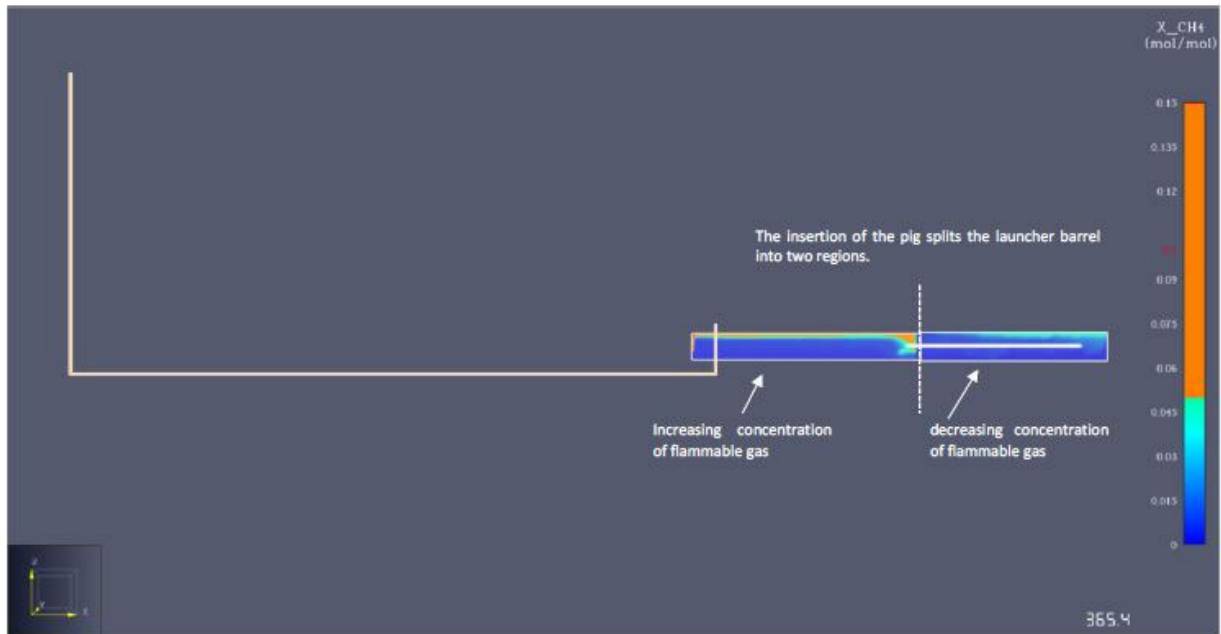 X_CH4
(mol/mol)
0.15
0.135
0.12
0.09
0.075
0.06
0.045
0.03
0.015
0
The insertion of the pig splits the launcher barrel
into two regions.
Increasing concentration
of flammable gas
decreasing concentration
of flammable gas
Z
Y
X
365.4